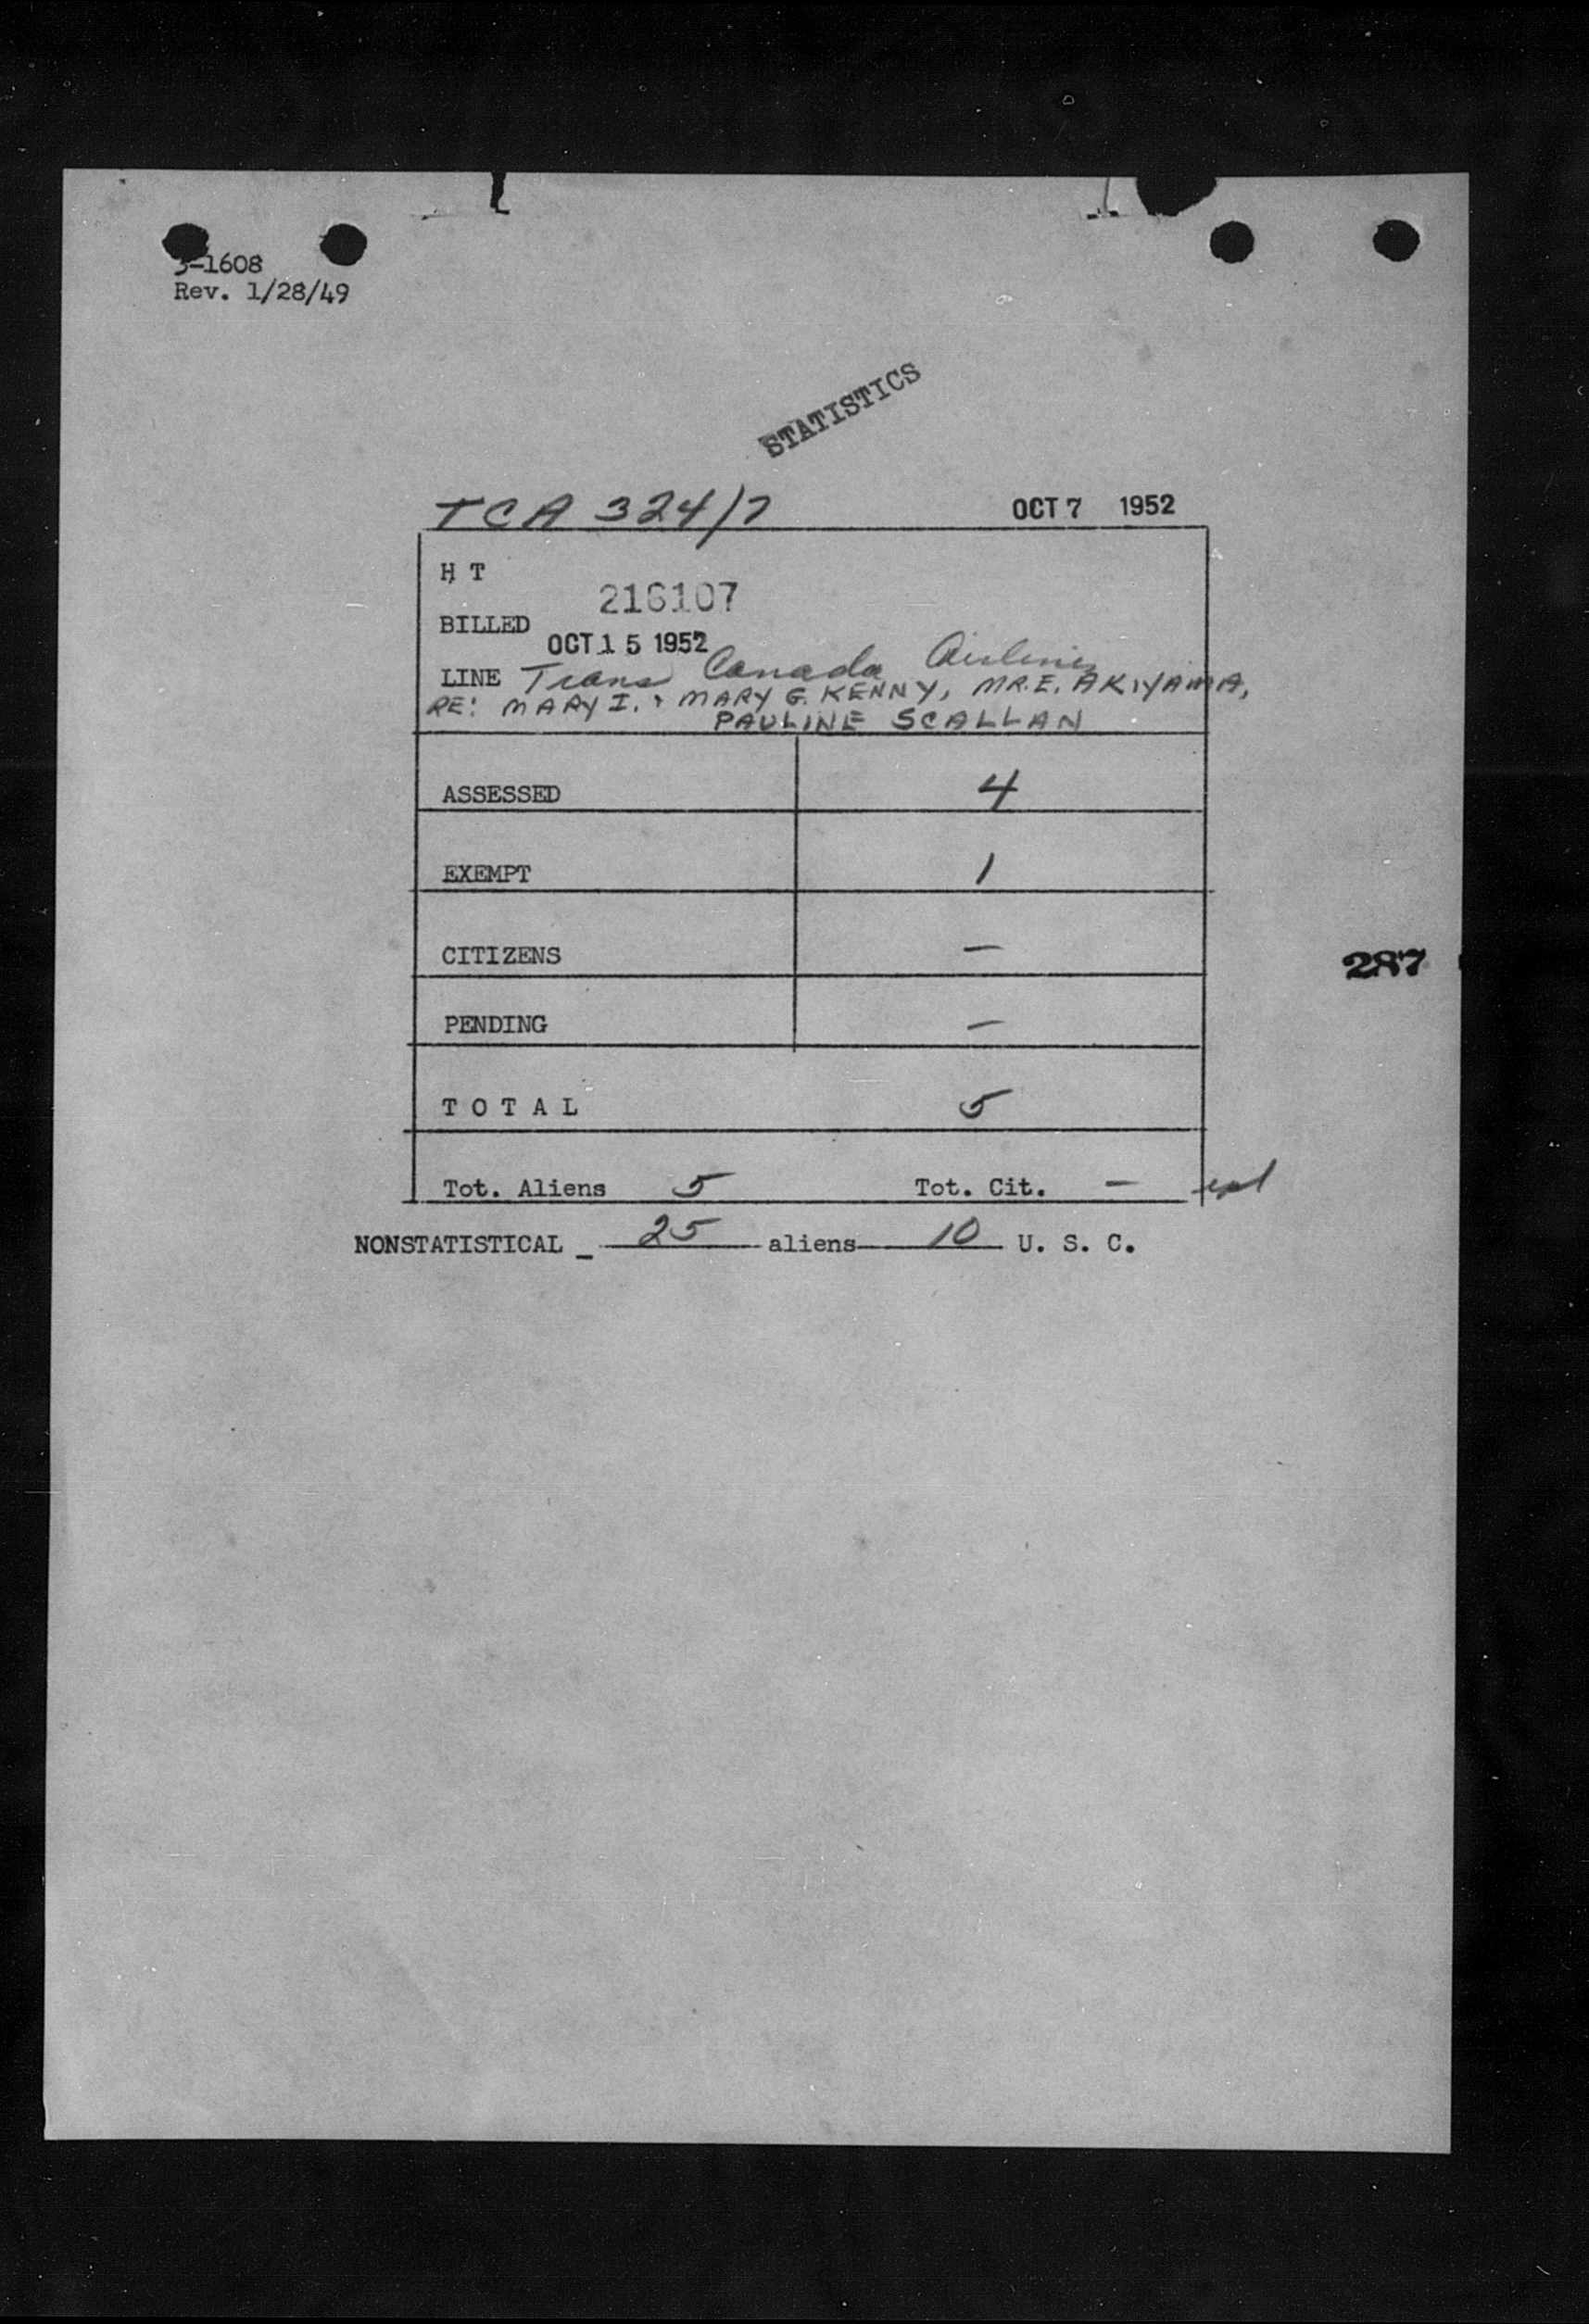 -1608
Rev. 1/28/49
STATISTICS
TCA 324/7 OCT 7 1952
H T
216107
BILLED
OCT 15 1952
LINE Trans Canada Airlines
RE: MARY I. & MARY G. KENNY, MR. E. AKIYAMA,
PAULINE SCALLAN
ASSESSED 4
EXEMPT 1
CITIZENS —
287
PENDING —
T O T A L 5
Tot. Aliens 5 Tot. Cit. —
NONSTATISTICAL _ 25 aliens 10 U. S. C.